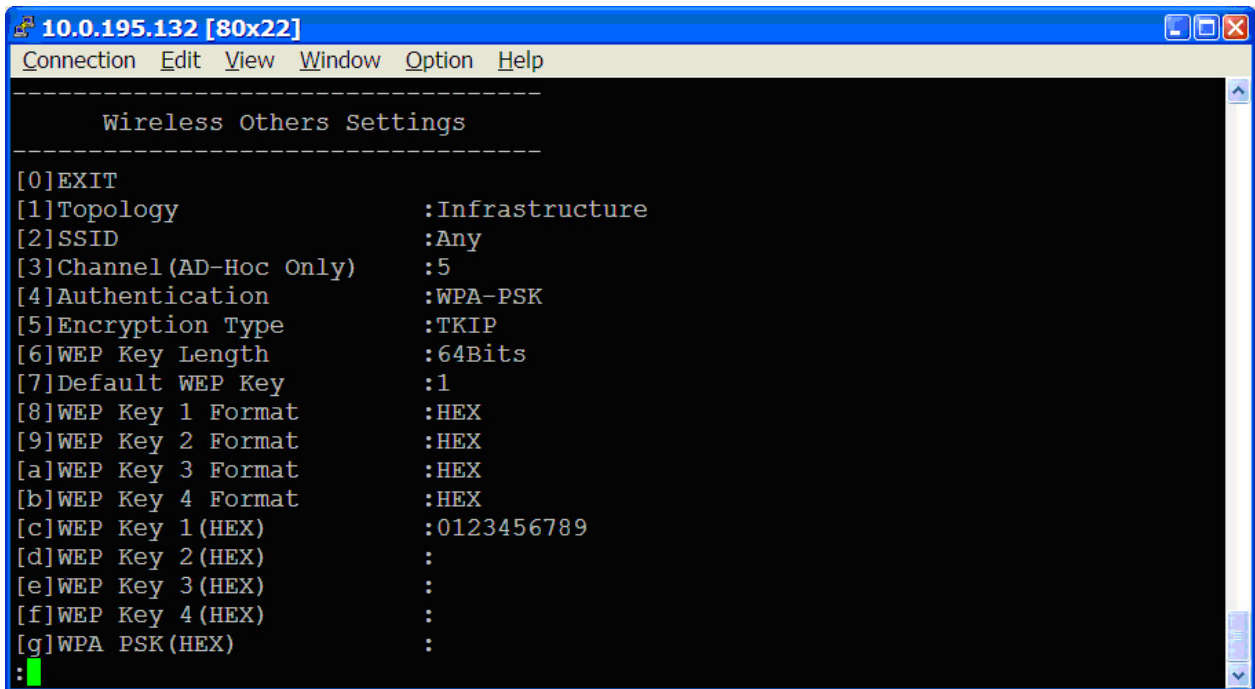 10.0.195.132 [80x22]
Connection Edit View Window Option Help
-----------------------------------
Wireless Others Settings
-----------------------------------
[0]EXIT
[1]Topology :Infrastructure
[2]SSID :Any
[3]Channel(AD-Hoc Only) :5
[4]Authentication :WPA-PSK
[5]Encryption Type :TKIP
[6]WEP Key Length :64Bits
[7]Default WEP Key :1
[8]WEP Key 1 Format :HEX
[9]WEP Key 2 Format :HEX
[a]WEP Key 3 Format :HEX
[b]WEP Key 4 Format :HEX
[c]WEP Key 1(HEX) :0123456789
[d]WEP Key 2(HEX) :
[e]WEP Key 3(HEX) :
[f]WEP Key 4(HEX) :
[g]WPA PSK(HEX) :
: